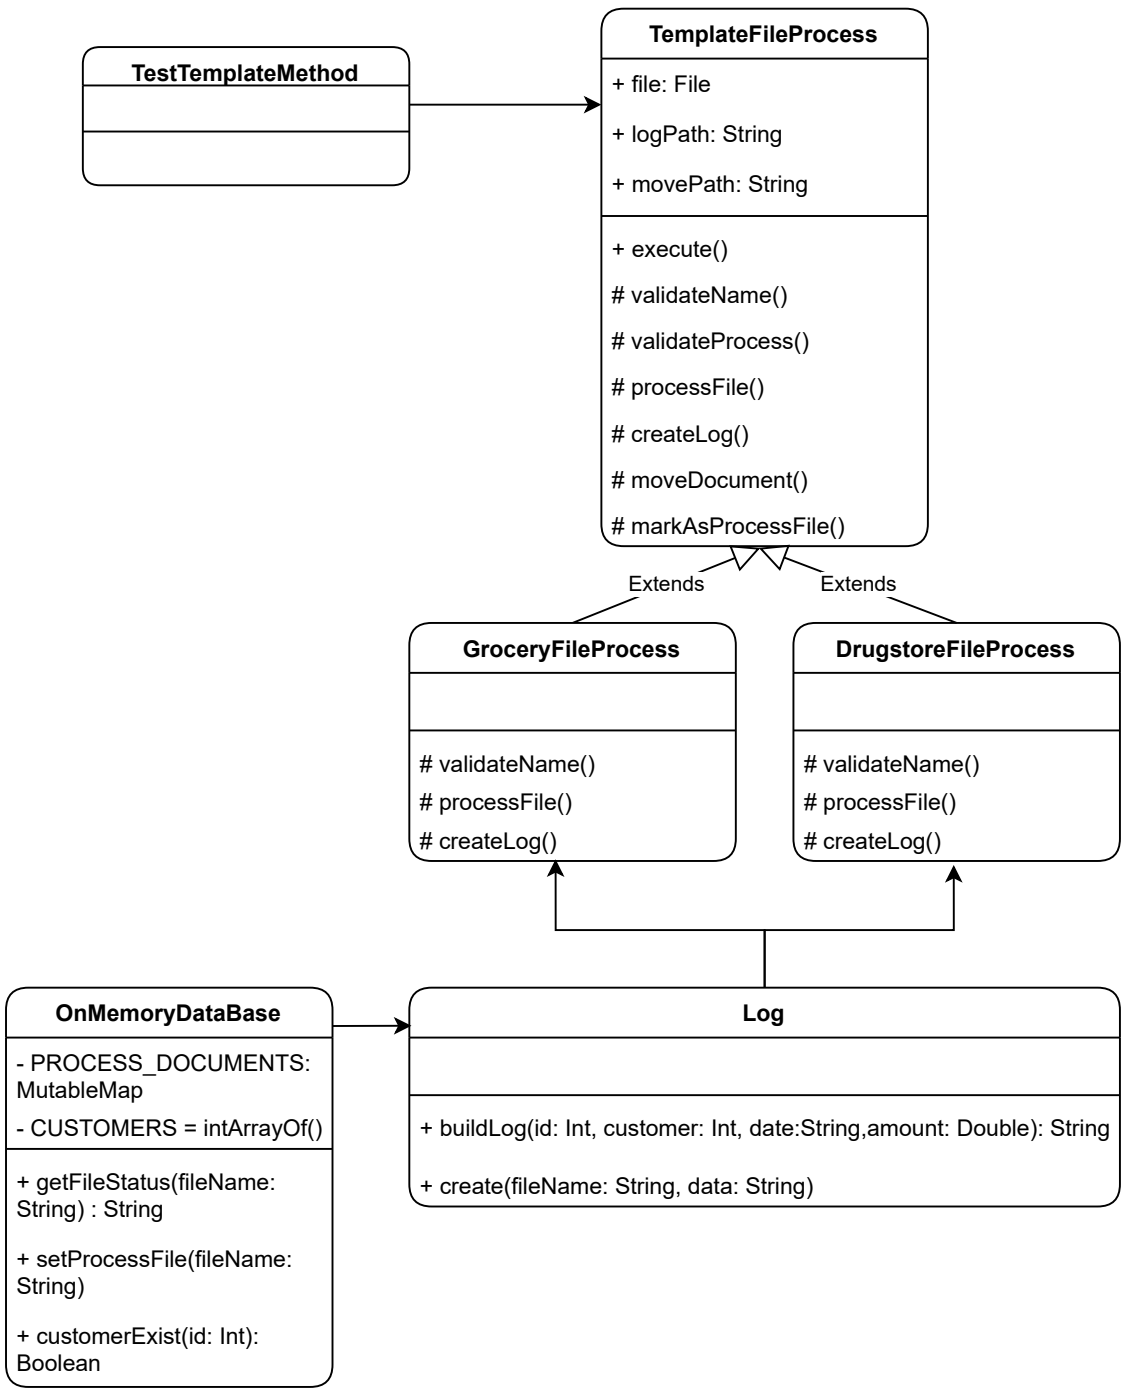 TestTemplateMethod
TemplateFileProcess
+ file: File
+ logPath: String
+ movePath: String
+ execute()
# validateName()
# validateProcess()
# processFile()
# createLog()
# moveDocument()
# markAsProcessFile()
Extends
Extends
GroceryFileProcess
# validateName()
# processFile()
# createLog()
DrugstoreFileProcess
# validateName()
# processFile()
# createLog()
OnMemoryDataBase
- PROCESS_DOCUMENTS:
MutableMap
- CUSTOMERS = intArrayOf()
+ getFileStatus(fileName:
String) : String
+ setProcessFile(fileName:
String)
+ customerExist(id: Int):
Boolean
Log
+ buildLog(id: Int, customer: Int, date:String,amount: Double): String
+ create(fileName: String, data: String)